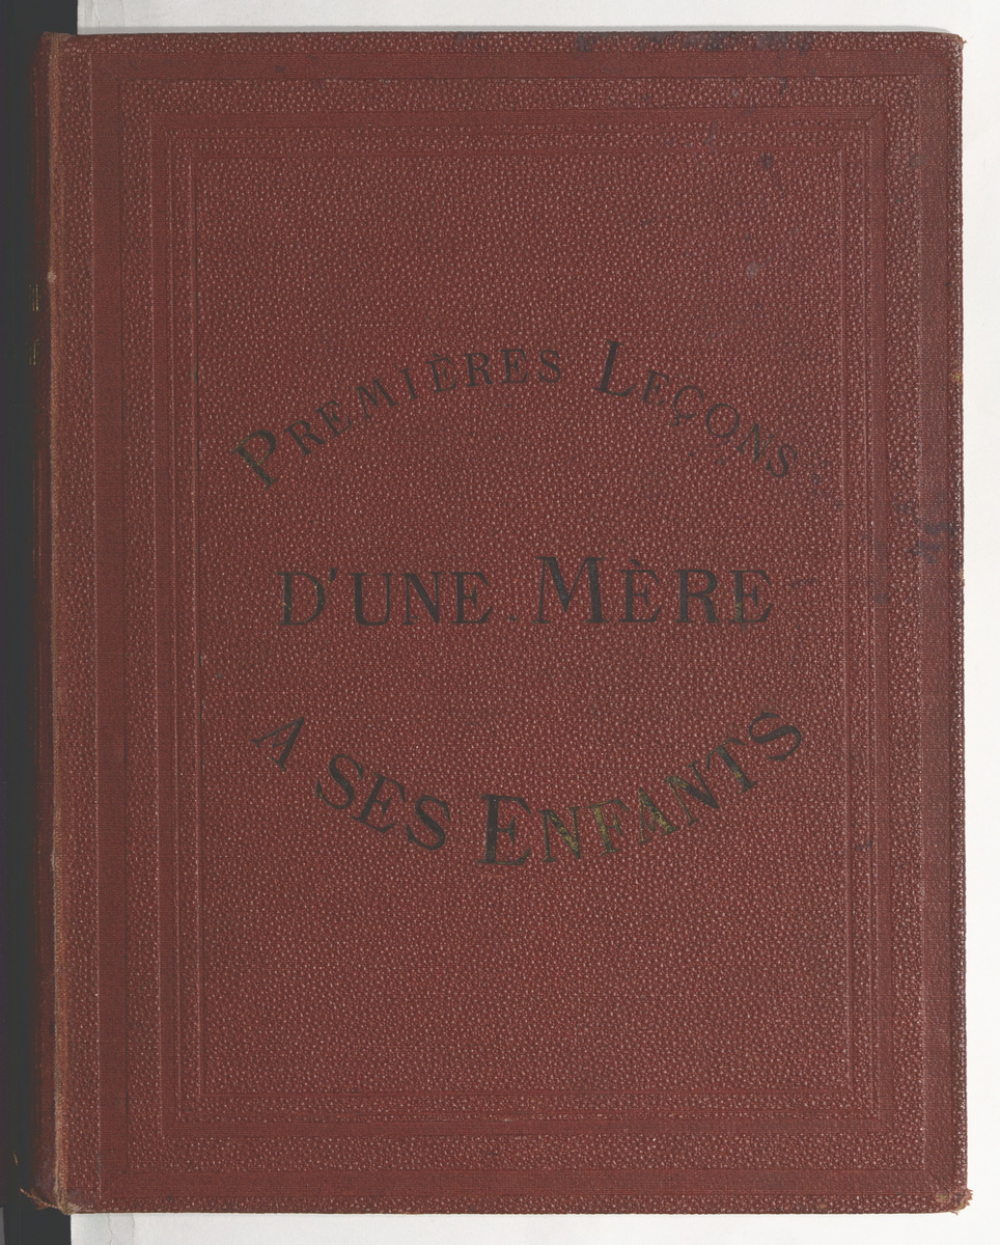 PREMIÈRES LEÇONS
D'UNE MÈRE
A SES ENFANTS